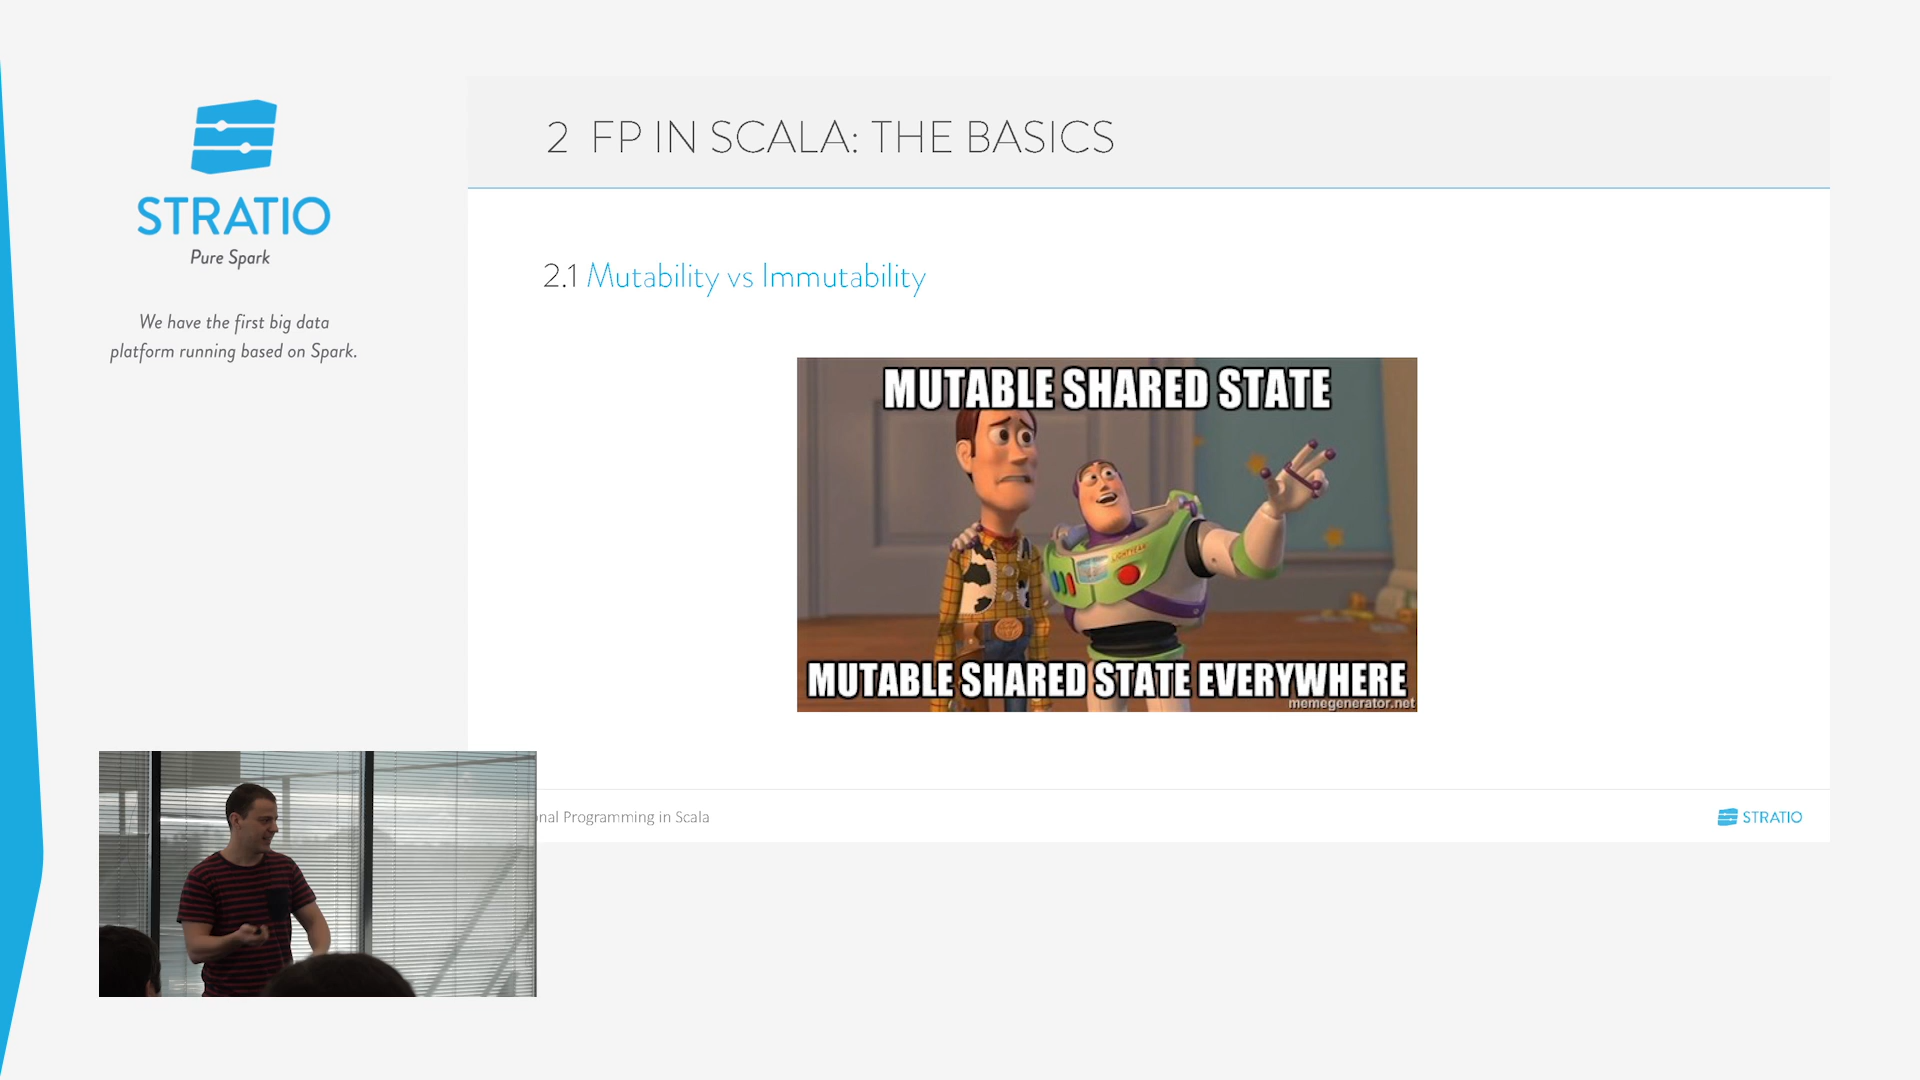 STRATIO
Pure Spark
We have the first big data
platform running based on Spark.
2 FP IN SCALA: THE BASICS
2.1 Mutability vs Immutability
MUTABLE SHARED STATE
LIGHTYEAR
MUTABLE SHARED STATE EVERYWHERE
memegenerator.net
onal Programming in Scala
STRATIO